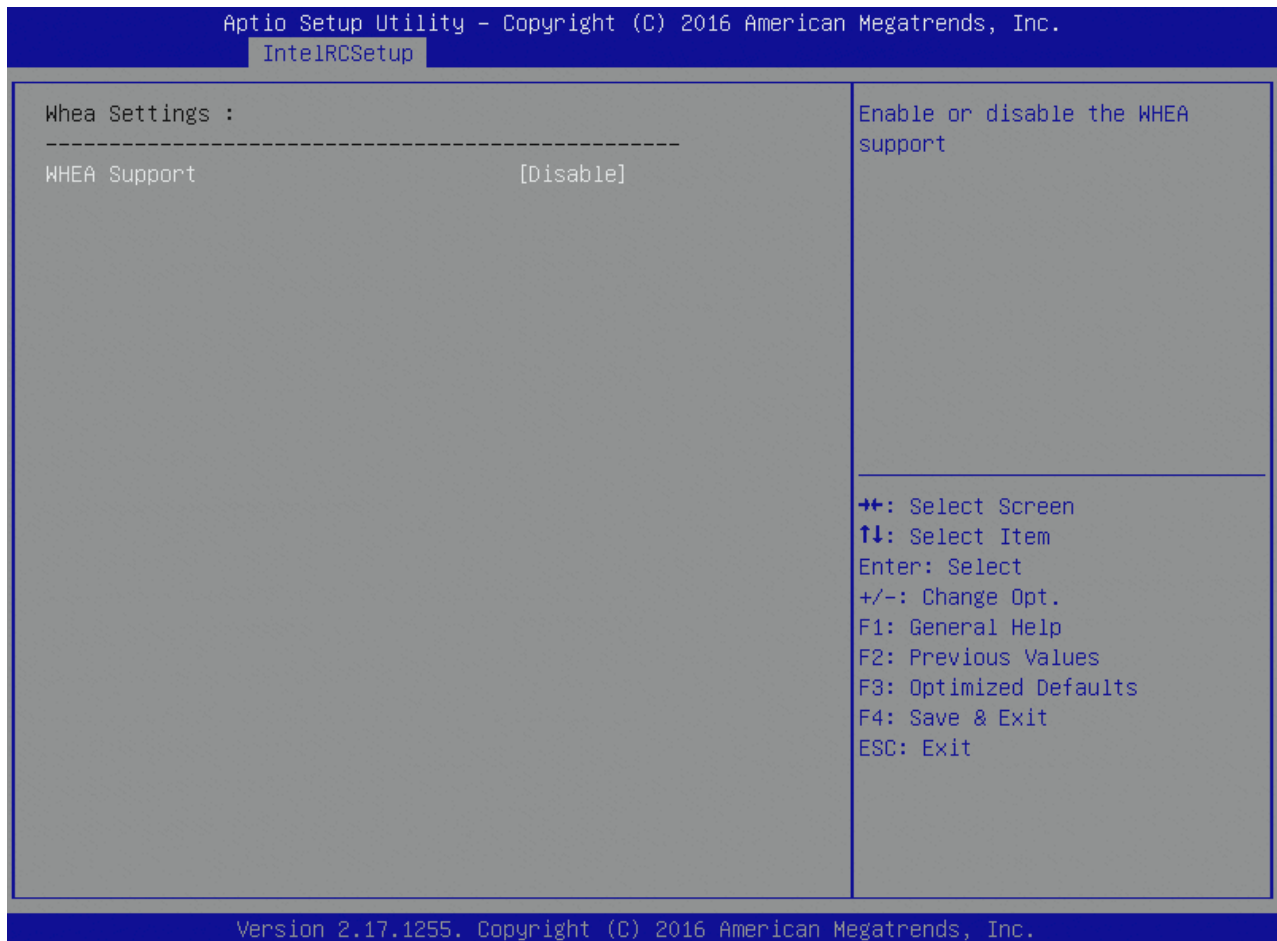 Aptio Setup Utility – Copyright (C) 2016 American Megatrends, Inc.
IntelRCSetup
Whea Settings :
--------------------------------------------------
WHEA Support [Disable]
Enable or disable the WHEA
support
→←: Select Screen
↑↓: Select Item
Enter: Select
+/-: Change Opt.
F1: General Help
F2: Previous Values
F3: Optimized Defaults
F4: Save & Exit
ESC: Exit
Version 2.17.1255. Copyright (C) 2016 American Megatrends, Inc.